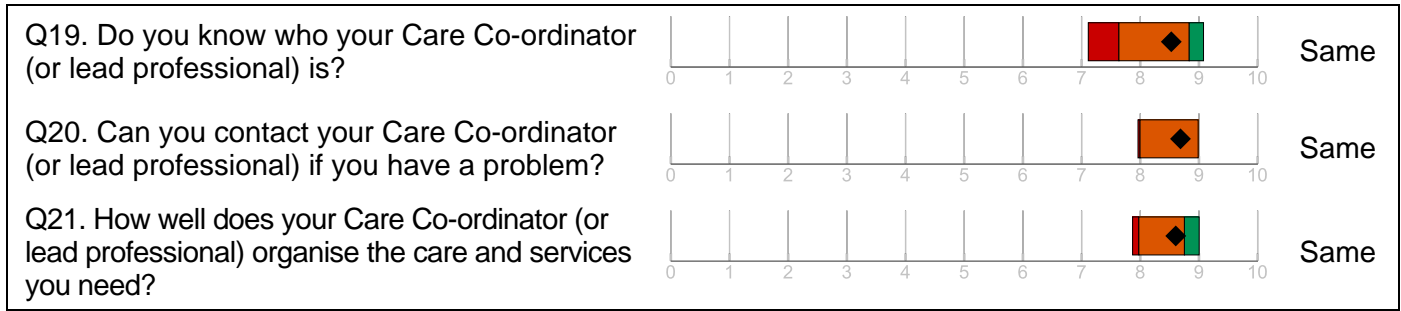 Q19. Do you know who your Care Co-ordinator
(or lead professional) is?
0 1 2 3 4 5 6 7 8 9 10
Same
Q20. Can you contact your Care Co-ordinator
(or lead professional) if you have a problem?
0 1 2 3 4 5 6 7 8 9 10
Same
Q21. How well does your Care Co-ordinator (or
lead professional) organise the care and services
you need?
0 1 2 3 4 5 6 7 8 9 10
Same